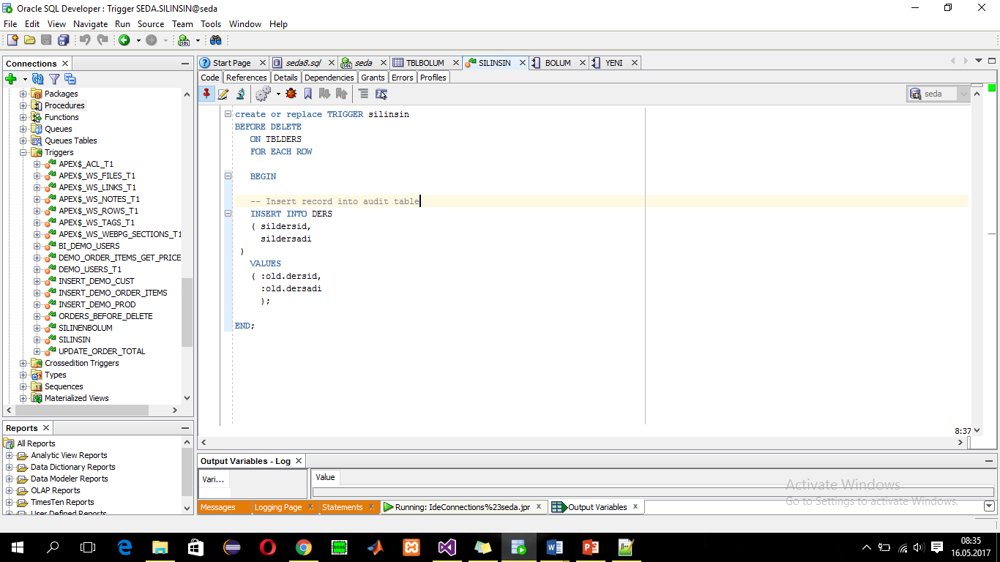 Oracle SQL Developer : Trigger SEDA.SILINSIN@seda
File Edit View Navigate Run Source Team Tools Window Help
Connections
Start Page
seda8.sql
seda
TBLBOLUM
SILINSIN
BOLUM
YENI
Code References Details Dependencies Grants Errors Profiles
seda
Packages
Procedures
Functions
Queues
Queues Tables
Triggers
APEX$_ACL_T1
APEX$_WS_FILES_T1
APEX$_WS_LINKS_T1
APEX$_WS_NOTES_T1
APEX$_WS_ROWS_T1
APEX$_WS_TAGS_T1
APEX$_WS_WEBPG_SECTIONS_T1
BI_DEMO_USERS
DEMO_ORDER_ITEMS_GET_PRICE
DEMO_USERS_T1
INSERT_DEMO_CUST
INSERT_DEMO_ORDER_ITEMS
INSERT_DEMO_PROD
ORDERS_BEFORE_DELETE
SILINENBOLUM
SILINSIN
UPDATE_ORDER_TOTAL
Crossedition Triggers
Types
Sequences
Materialized Views
create or replace TRIGGER silinsin
BEFORE DELETE
ON TBLDERS
FOR EACH ROW
BEGIN
-- Insert record into audit table
INSERT INTO DERS
( sildersid,
sildersadi
)
VALUES
( :old.dersid,
:old.dersadi
);
END;
8:37
Reports
All Reports
Analytic View Reports
Data Dictionary Reports
Data Modeler Reports
OLAP Reports
TimesTen Reports
User Defined Reports
Output Variables - Log
Vari...
Value
Activate Windows
Go to Settings to activate Windows.
Messages
Logging Page
Statements
Running: IdeConnections%23seda.jpr
Output Variables
08:35
16.05.2017